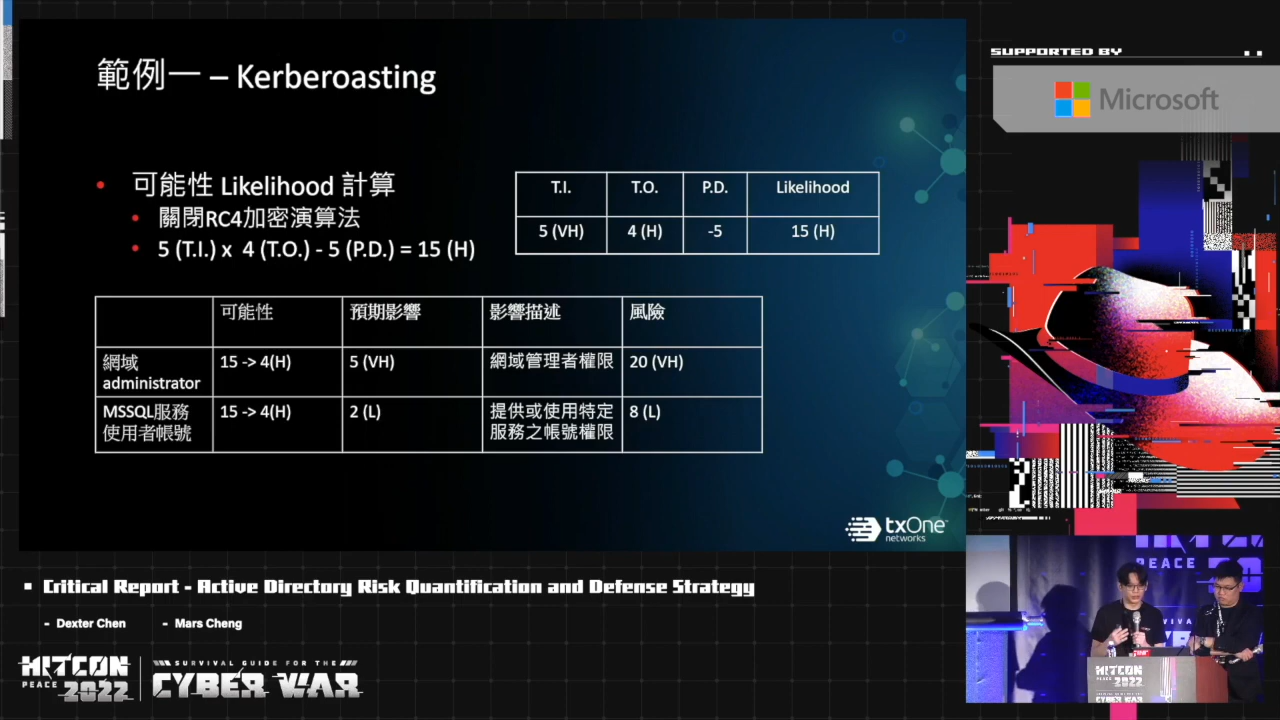 範例一 – Kerberoasting
可能性 Likelihood 計算
關閉RC4加密演算法
5 (T.I.) x 4 (T.O.) - 5 (P.D.) = 15 (H)
T.I. T.O. P.D. Likelihood
5 (VH) 4 (H) -5 15 (H)
可能性 預期影響 影響描述 風險
網域 administrator 15 -> 4(H) 5 (VH) 網域管理者權限 20 (VH)
MSSQL服務 使用者帳號 15 -> 4(H) 2 (L) 提供或使用特定 服務之帳號權限 8 (L)
txOne networks
SUPPORTED BY
Microsoft
Critical Report - Active Directory Risk Quantification and Defense Strategy
- Dexter Chen - Mars Cheng
HITCON PEACE 2022
SURVIVAL GUIDE FOR THE
CYBER WAR
PEACE
HITCON
2022